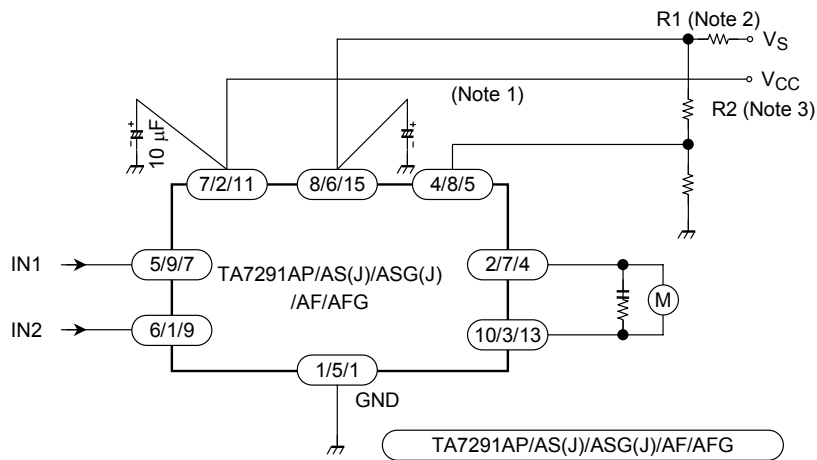 R1 (Note 2)
VS
VCC
(Note 1)
R2 (Note 3)
+
-
10 μF
+
-
7/2/11
8/6/15
4/8/5
IN1
5/9/7
TA7291AP/AS(J)/ASG(J)
/AF/AFG
2/7/4
M
IN2
6/1/9
10/3/13
1/5/1
GND
TA7291AP/AS(J)/ASG(J)/AF/AFG